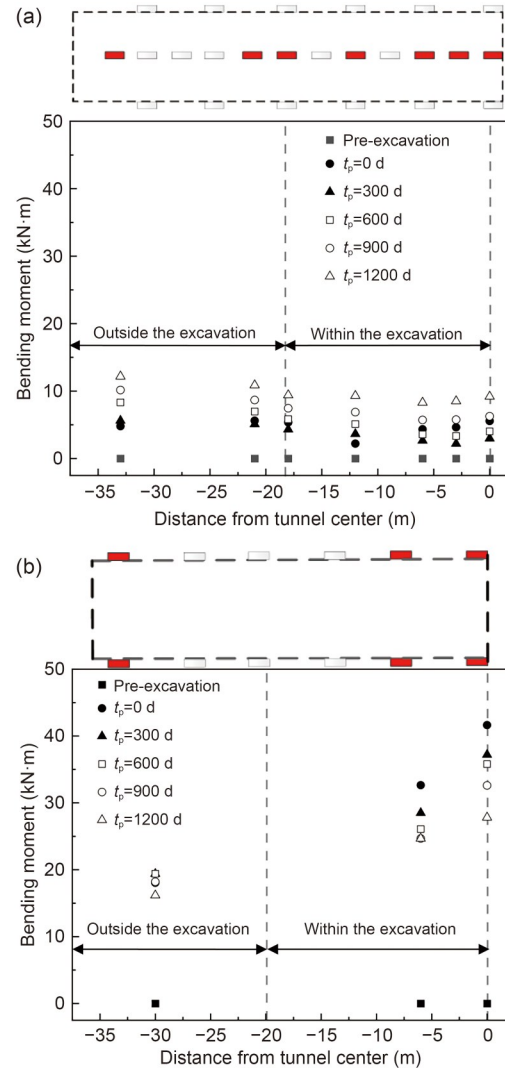 (a)
50
40
30
20
10
0
Bending moment (kN·m)
Pre-excavation
tp=0 d
tp=300 d
tp=600 d
tp=900 d
tp=1200 d
Outside the excavation
Within the excavation
−35 −30 −25 −20 −15 −10 −5 0
Distance from tunnel center (m)
(b)
50
40
30
20
10
0
Bending moment (kN·m)
Pre-excavation
tp=0 d
tp=300 d
tp=600 d
tp=900 d
tp=1200 d
Outside the excavation
Within the excavation
−35 −30 −25 −20 −15 −10 −5 0
Distance from tunnel center (m)